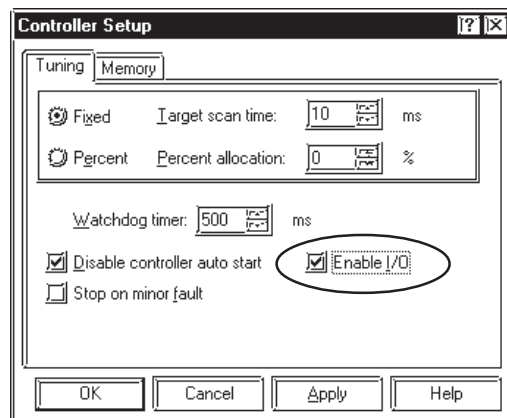 Controller Setup
Tuning Memory
Fixed Target scan time: 10 ms
Percent Percent allocation: 0 %
Watchdog timer: 500 ms
Disable controller auto start Enable I/O
Stop on minor fault
OK Cancel Apply Help